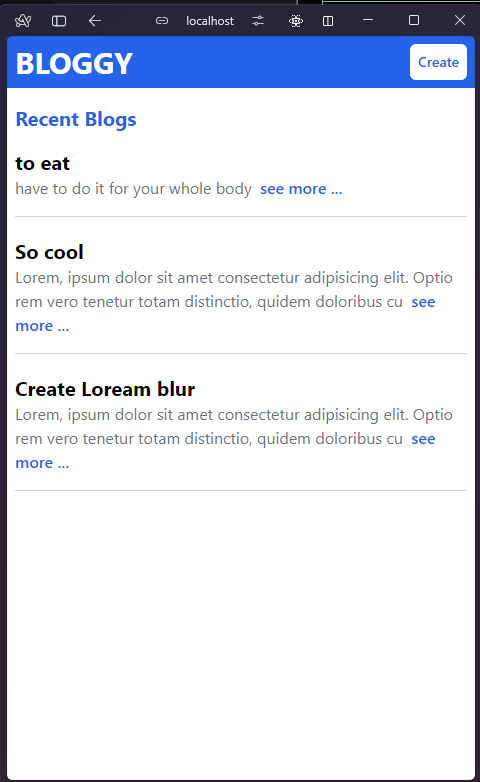 localhost
BLOGGY
Create
Recent Blogs
to eat
have to do it for your whole body see more ...
So cool
Lorem, ipsum dolor sit amet consectetur adipisicing elit. Optio
rem vero tenetur totam distinctio, quidem doloribus cu see
more ...
Create Loream blur
Lorem, ipsum dolor sit amet consectetur adipisicing elit. Optio
rem vero tenetur totam distinctio, quidem doloribus cu see
more ...